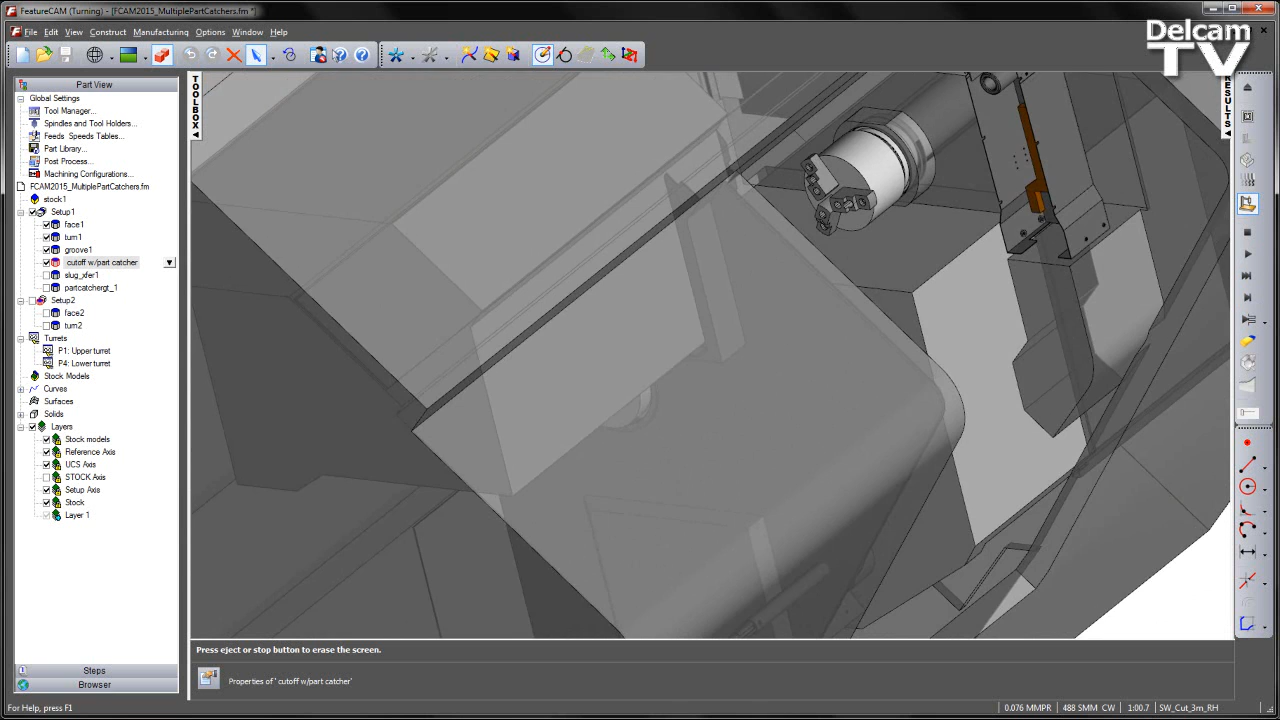 FeatureCAM (Turning) - [FCAM2015_MultiplePartCatchers.fm *]
File Edit View Construct Manufacturing Options Window Help
Delcam
TV
Part View
Global Settings
Tool Manager...
Spindles and Tool Holders...
Feeds Speeds Tables...
Part Library...
Post Process...
Machining Configurations...
FCAM2015_MultiplePartCatchers.fm
stock1
Setup1
face1
turn1
groove1
cutoff w/part catcher
slug_xfer1
partcatchergt_1
Setup2
face2
turn2
Turrets
P1: Upper turret
P4: Lower turret
Stock Models
Curves
Surfaces
Solids
Layers
Stock models
Reference Axis
UCS Axis
STOCK Axis
Setup Axis
Stock
Layer 1
Steps
Browser
TOOLBOX
RESULTS
Press eject or stop button to erase the screen.
Properties of ' cutoff w/part catcher'
For Help, press F1
0.076 MMPR 488 SMM CW 1:00.7 SW_Cut_3m_RH